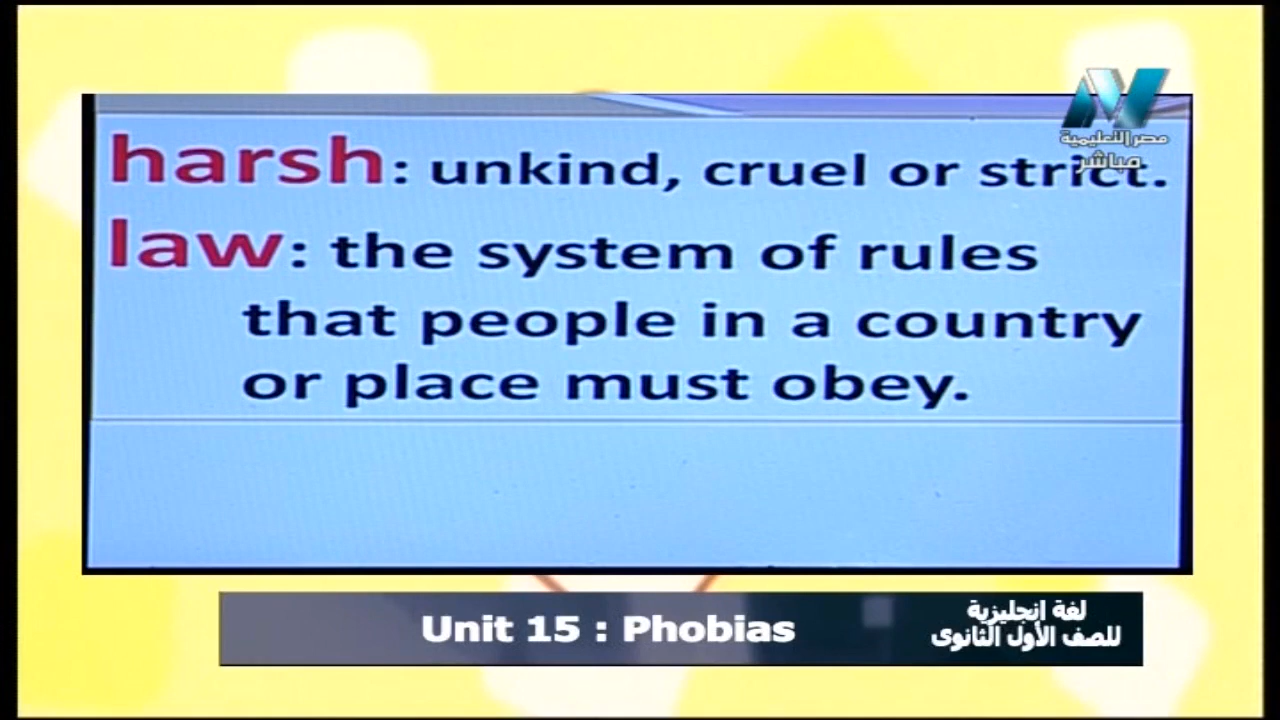 مصر التعليمية
مباشر
harsh: unkind, cruel or strict.
law: the system of rules
that people in a country
or place must obey.
Unit 15 : Phobias
لغة إنجليزية
للصف الأول الثانوى